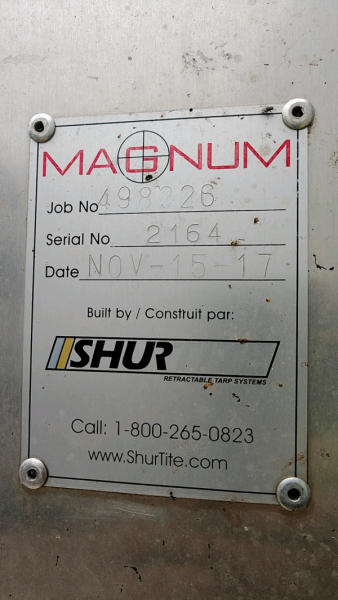 MAGNUM
Job No 498226
Serial No 2164
Date NOV-15-17
Built by / Construit par:
SHUR
RETRACTABLE TARP SYSTEMS
Call: 1-800-265-0823
www.ShurTite.com